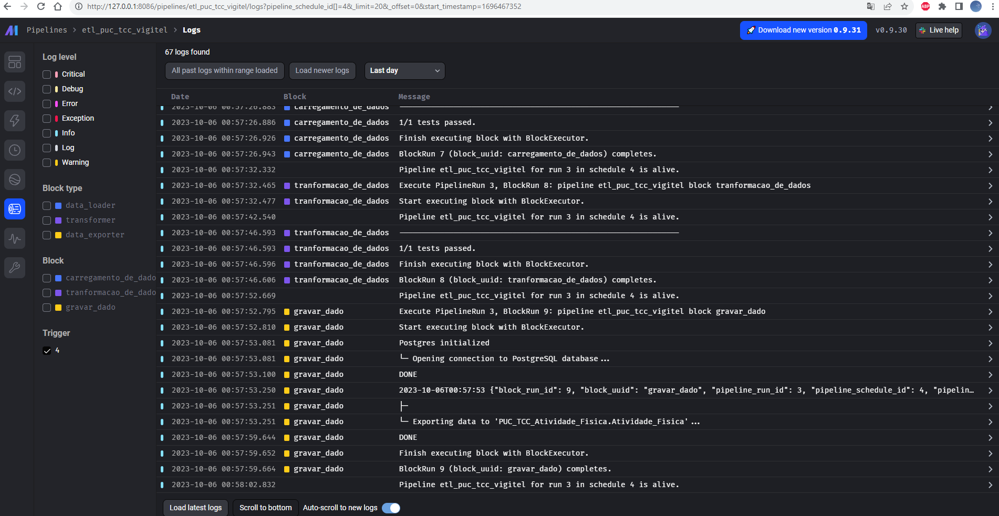 http://127.0.0.1:8086/pipelines/etl_puc_tcc_vigitel/logs?pipeline_schedule_id[]=4&_limit=20&_offset=0&start_timestamp=1696467352
ABP
Pipelines > etl_puc_tcc_vigitel > Logs
Download new version 0.9.31
v0.9.30
Live help
Log level
Critical
Debug
Error
Exception
Info
Log
Warning
Block type
data_loader
transformer
data_exporter
Block
carregamento_de_dado
tranformacao_de_dado
gravar_dado
Trigger
4
67 logs found
All past logs within range loaded
Load newer logs
Last day
Date Block Message
2023-10-06 00:57:26.883 carregamento_de_dados
2023-10-06 00:57:26.886 carregamento_de_dados 1/1 tests passed.
2023-10-06 00:57:26.926 carregamento_de_dados Finish executing block with BlockExecutor.
2023-10-06 00:57:26.943 carregamento_de_dados BlockRun 7 (block_uuid: carregamento_de_dados) completes.
2023-10-06 00:57:32.332 Pipeline etl_puc_tcc_vigitel for run 3 in schedule 4 is alive.
2023-10-06 00:57:32.465 tranformacao_de_dados Execute PipelineRun 3, BlockRun 8: pipeline etl_puc_tcc_vigitel block tranformacao_de_dados
2023-10-06 00:57:32.477 tranformacao_de_dados Start executing block with BlockExecutor.
2023-10-06 00:57:42.540 Pipeline etl_puc_tcc_vigitel for run 3 in schedule 4 is alive.
2023-10-06 00:57:46.593 tranformacao_de_dados
2023-10-06 00:57:46.593 tranformacao_de_dados 1/1 tests passed.
2023-10-06 00:57:46.596 tranformacao_de_dados Finish executing block with BlockExecutor.
2023-10-06 00:57:46.606 tranformacao_de_dados BlockRun 8 (block_uuid: tranformacao_de_dados) completes.
2023-10-06 00:57:52.669 Pipeline etl_puc_tcc_vigitel for run 3 in schedule 4 is alive.
2023-10-06 00:57:52.795 gravar_dado Execute PipelineRun 3, BlockRun 9: pipeline etl_puc_tcc_vigitel block gravar_dado
2023-10-06 00:57:52.810 gravar_dado Start executing block with BlockExecutor.
2023-10-06 00:57:53.081 gravar_dado Postgres initialized
2023-10-06 00:57:53.081 gravar_dado └─ Opening connection to PostgreSQL database...
2023-10-06 00:57:53.100 gravar_dado DONE
2023-10-06 00:57:53.250 gravar_dado 2023-10-06T00:57:53 {"block_run_id": 9, "block_uuid": "gravar_dado", "pipeline_run_id": 3, "pipeline_schedule_id": 4, "pipelin…
2023-10-06 00:57:53.251 gravar_dado ├─
2023-10-06 00:57:53.251 gravar_dado └─ Exporting data to 'PUC_TCC_Atividade_Fisica.Atividade_Fisica'...
2023-10-06 00:57:59.644 gravar_dado DONE
2023-10-06 00:57:59.652 gravar_dado Finish executing block with BlockExecutor.
2023-10-06 00:57:59.664 gravar_dado BlockRun 9 (block_uuid: gravar_dado) completes.
2023-10-06 00:58:02.832 Pipeline etl_puc_tcc_vigitel for run 3 in schedule 4 is alive.
Load latest logs
Scroll to bottom
Auto-scroll to new logs